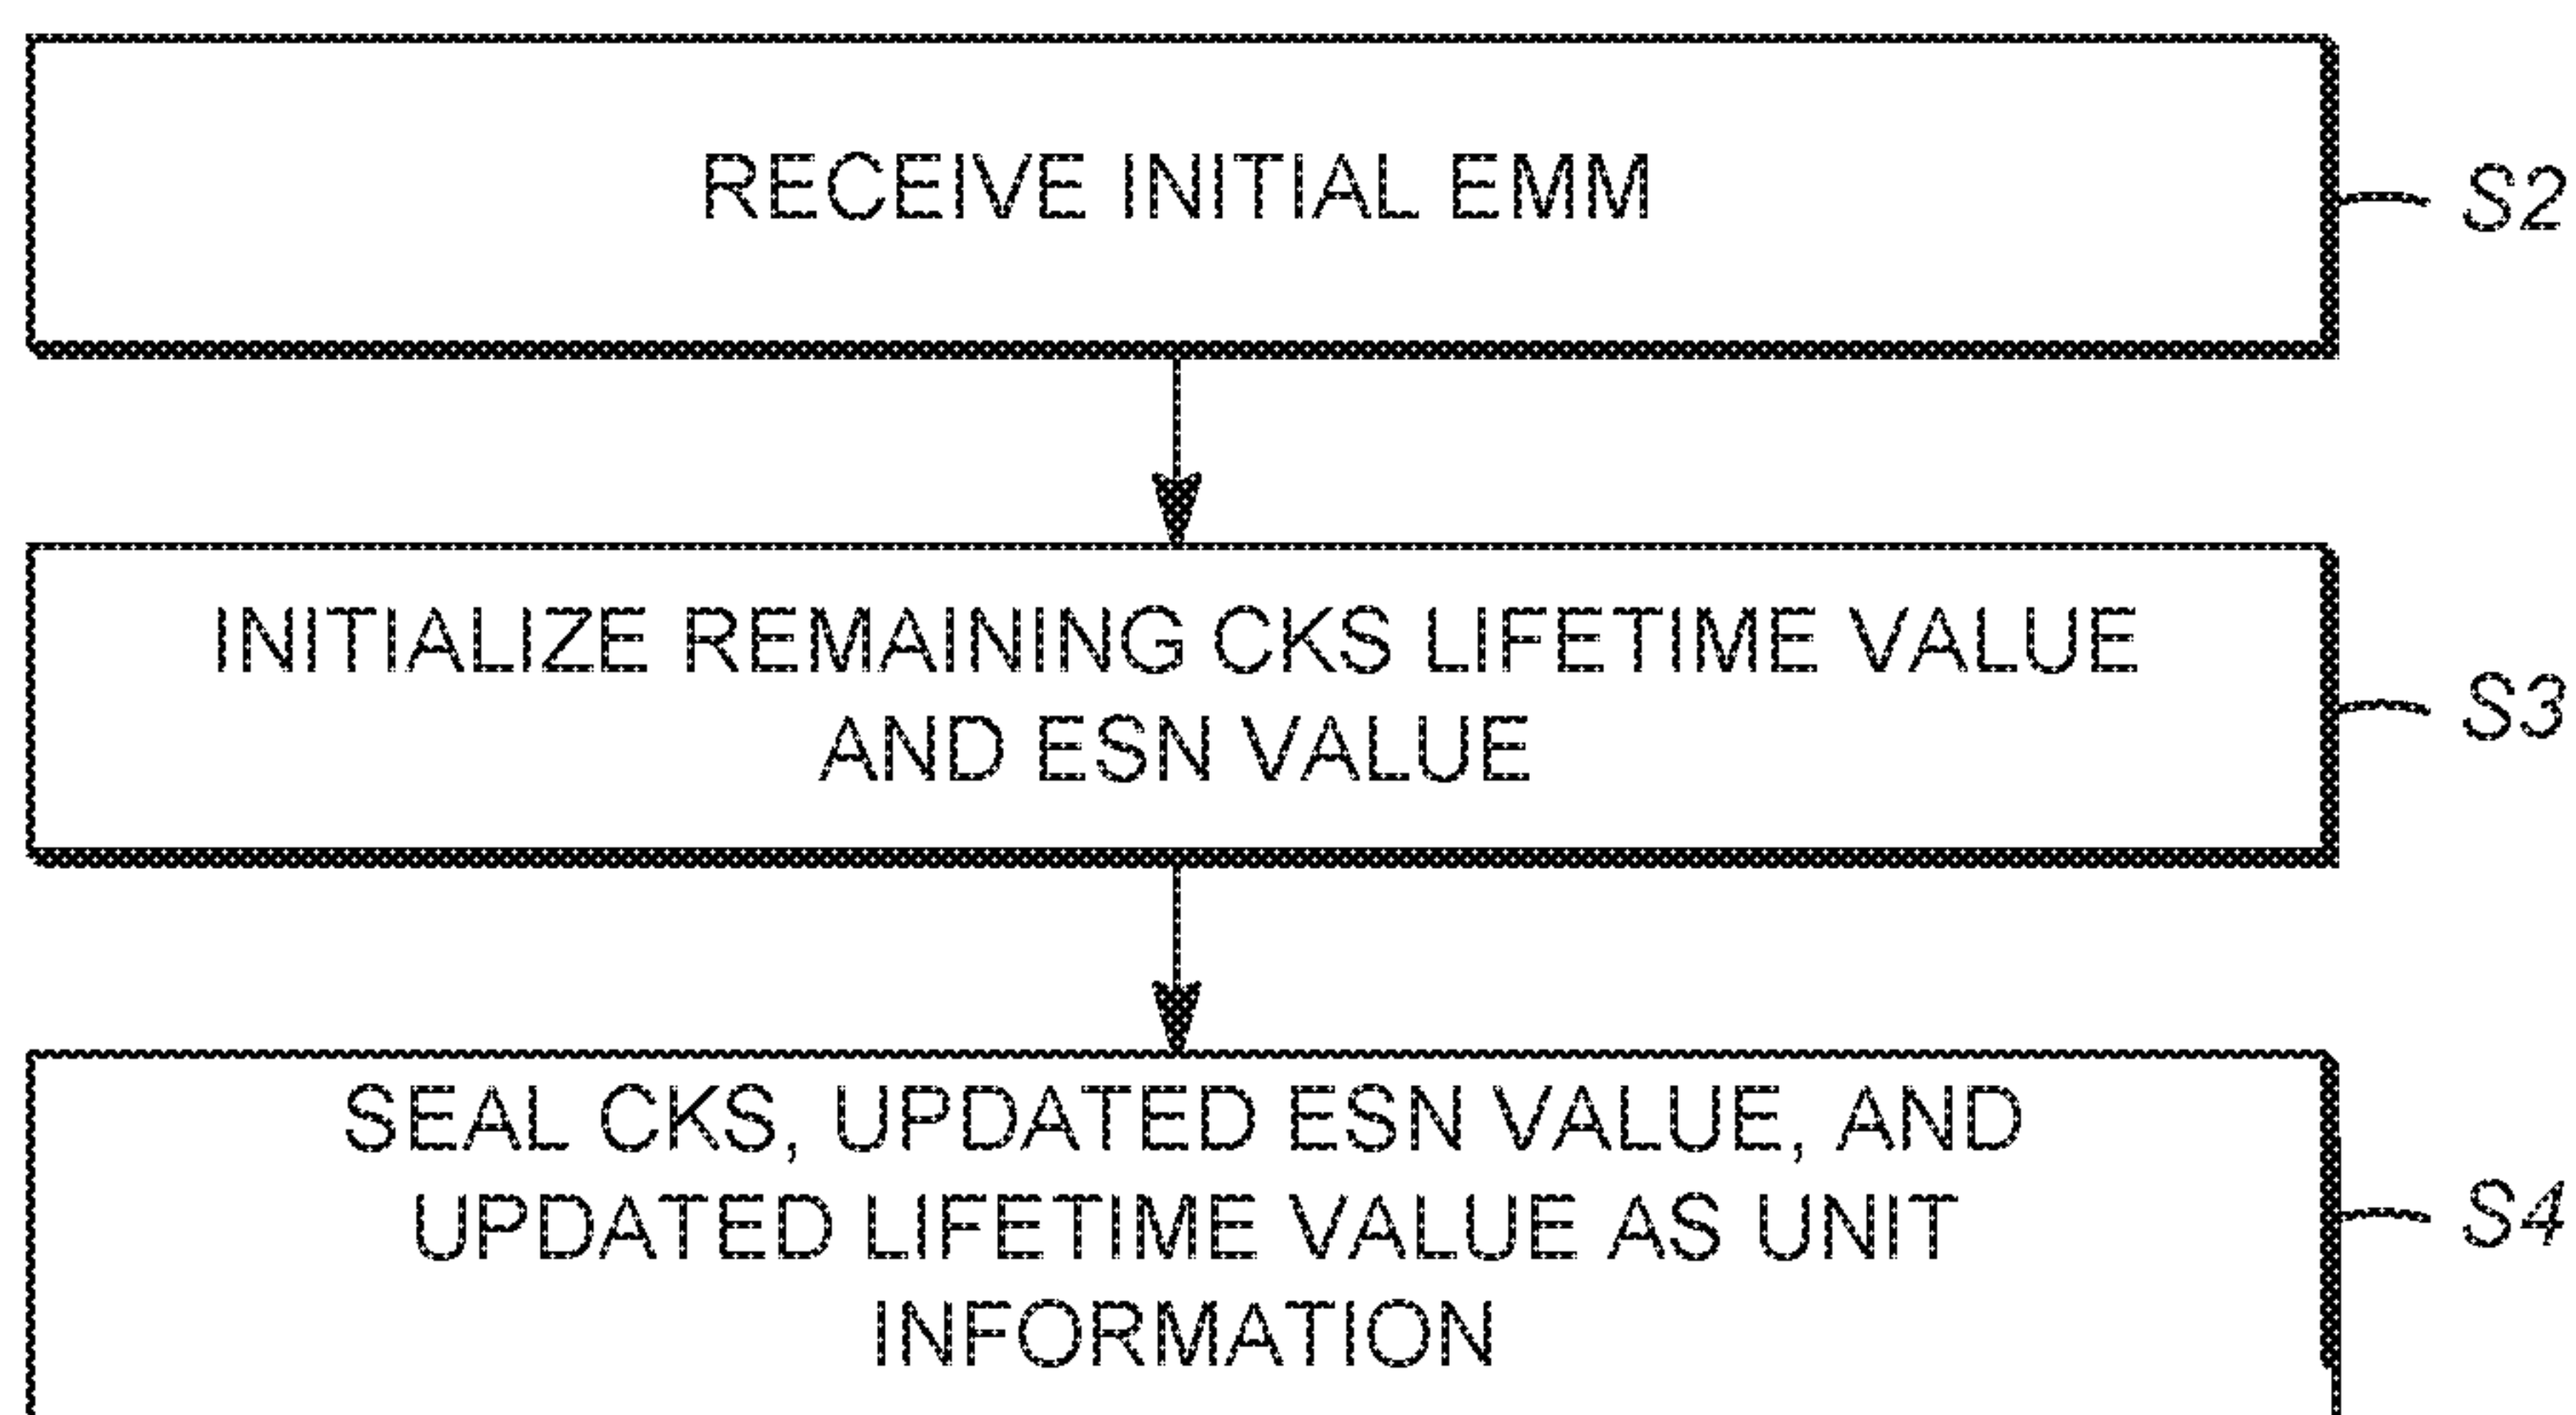 RECEIVE INITIAL EMM
S2
INITIALIZE REMAINING CKS LIFETIME VALUE
AND ESN VALUE
S3
SEAL CKS, UPDATED ESN VALUE, AND
UPDATED LIFETIME VALUE AS UNIT
INFORMATION
S4